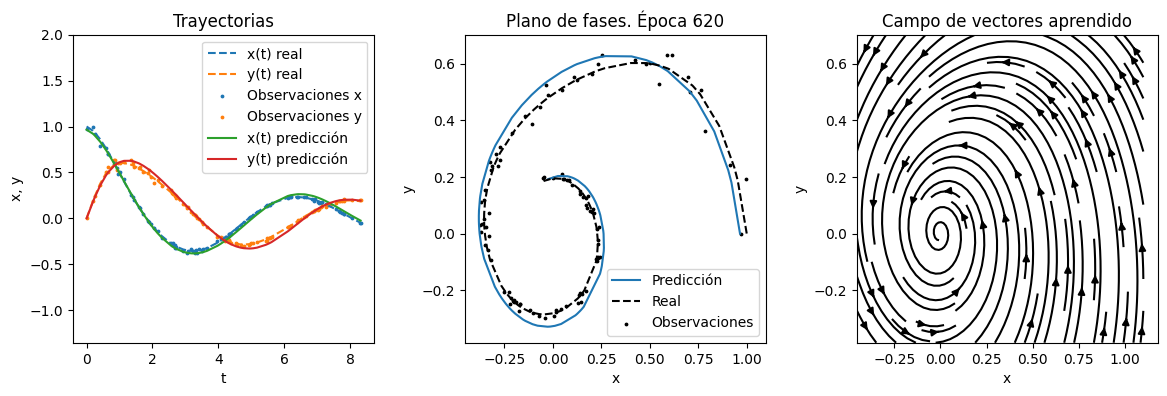 Trayectorias
2.0
1.5
1.0
0.5
0.0
−0.5
−1.0
x, y
0
2
4
6
8
t
x(t) real
y(t) real
Observaciones x
Observaciones y
x(t) predicción
y(t) predicción
Plano de fases. Época 620
0.6
0.4
0.2
0.0
−0.2
y
−0.25
0.00
0.25
0.50
0.75
1.00
x
Predicción
Real
Observaciones
Campo de vectores aprendido
0.6
0.4
0.2
0.0
−0.2
y
−0.25
0.00
0.25
0.50
0.75
1.00
x